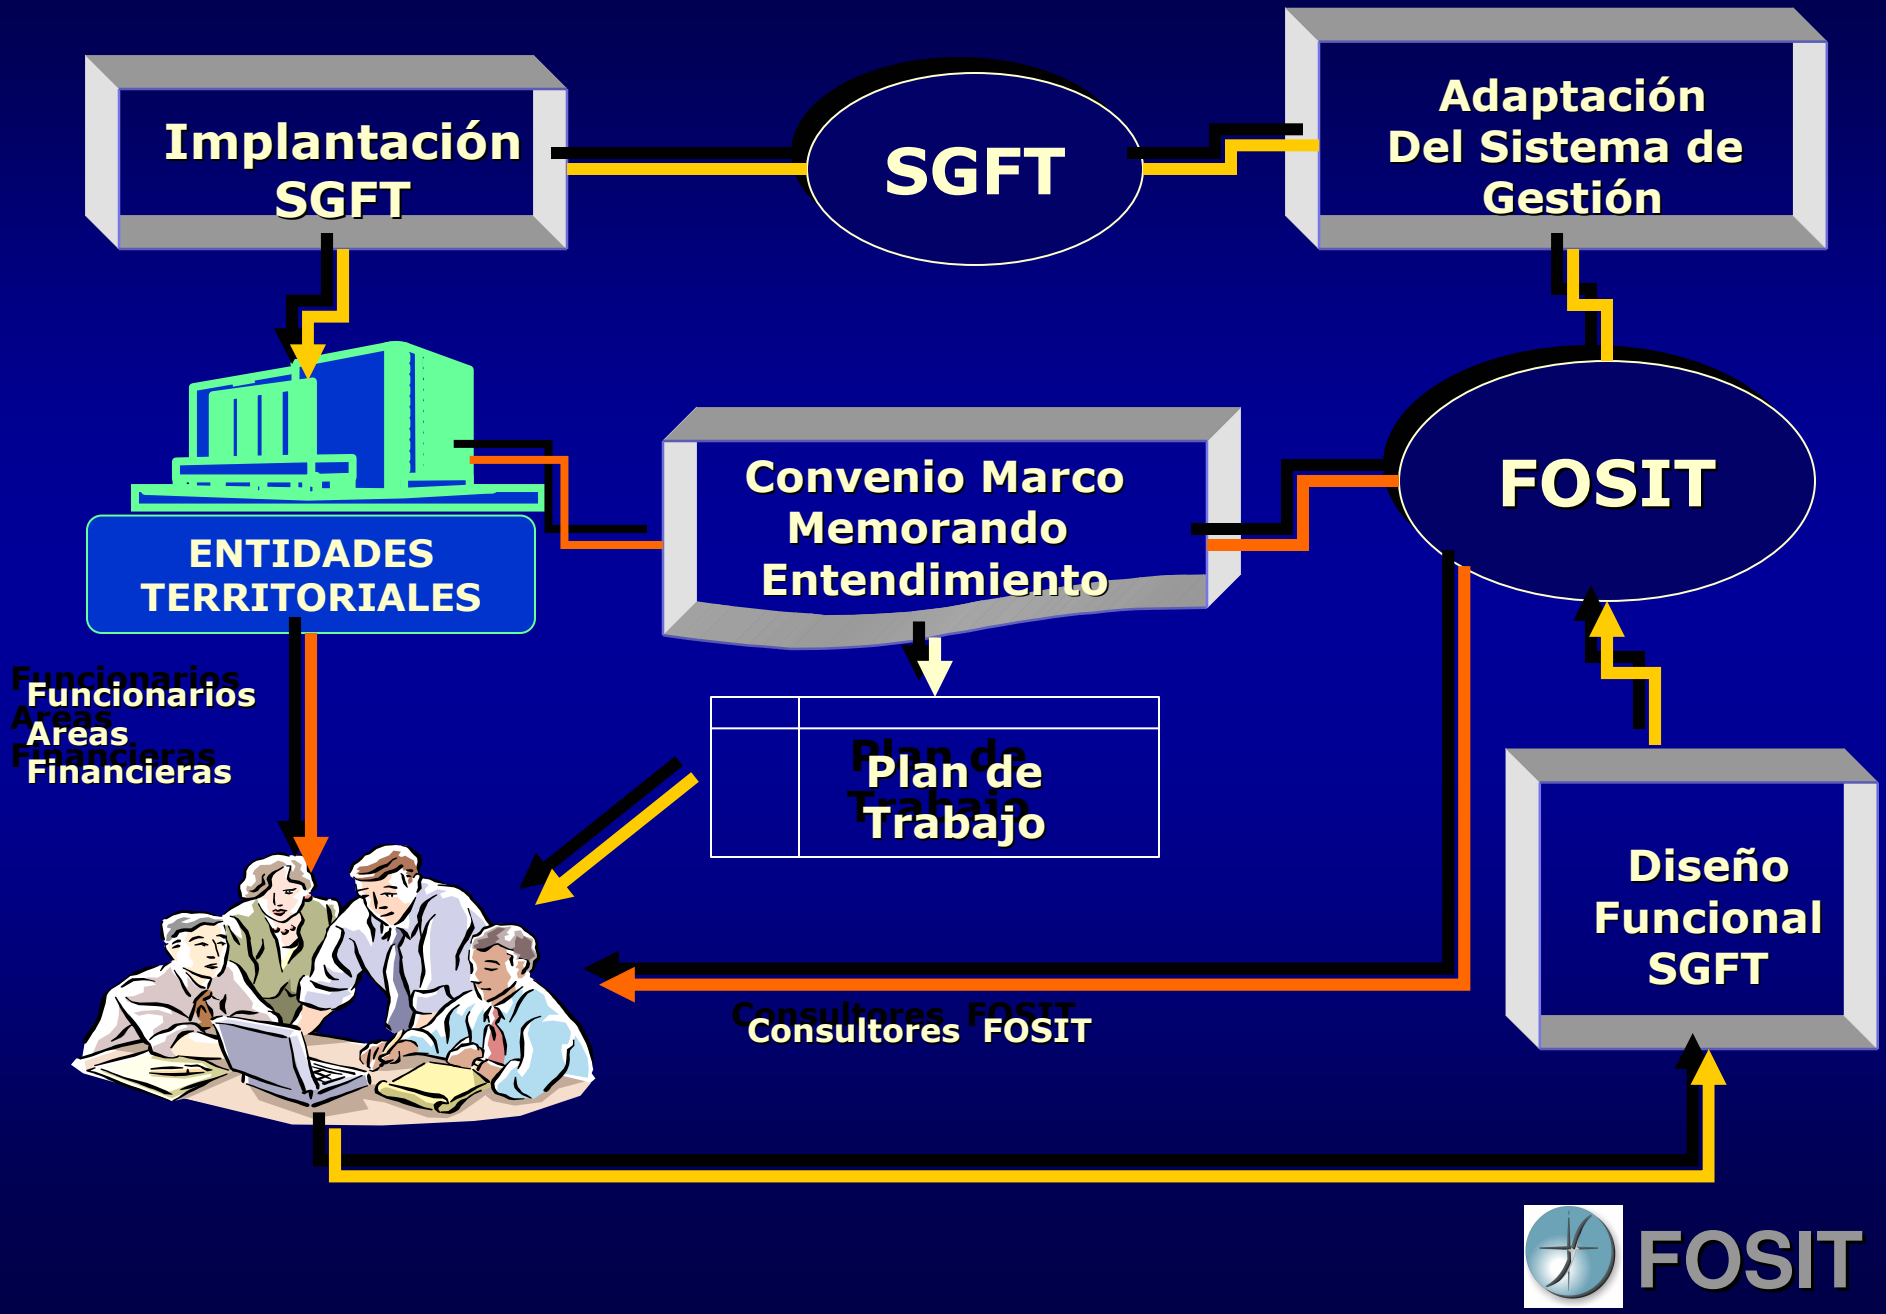 Implantación
SGFT
SGFT
Adaptación
Del Sistema de
Gestión
Convenio Marco
Memorando
Entendimiento
FOSIT
ENTIDADES
TERRITORIALES
Funcionarios
Areas
Financieras
Plan de
Trabajo
Diseño
Funcional
SGFT
Consultores FOSIT
FOSIT